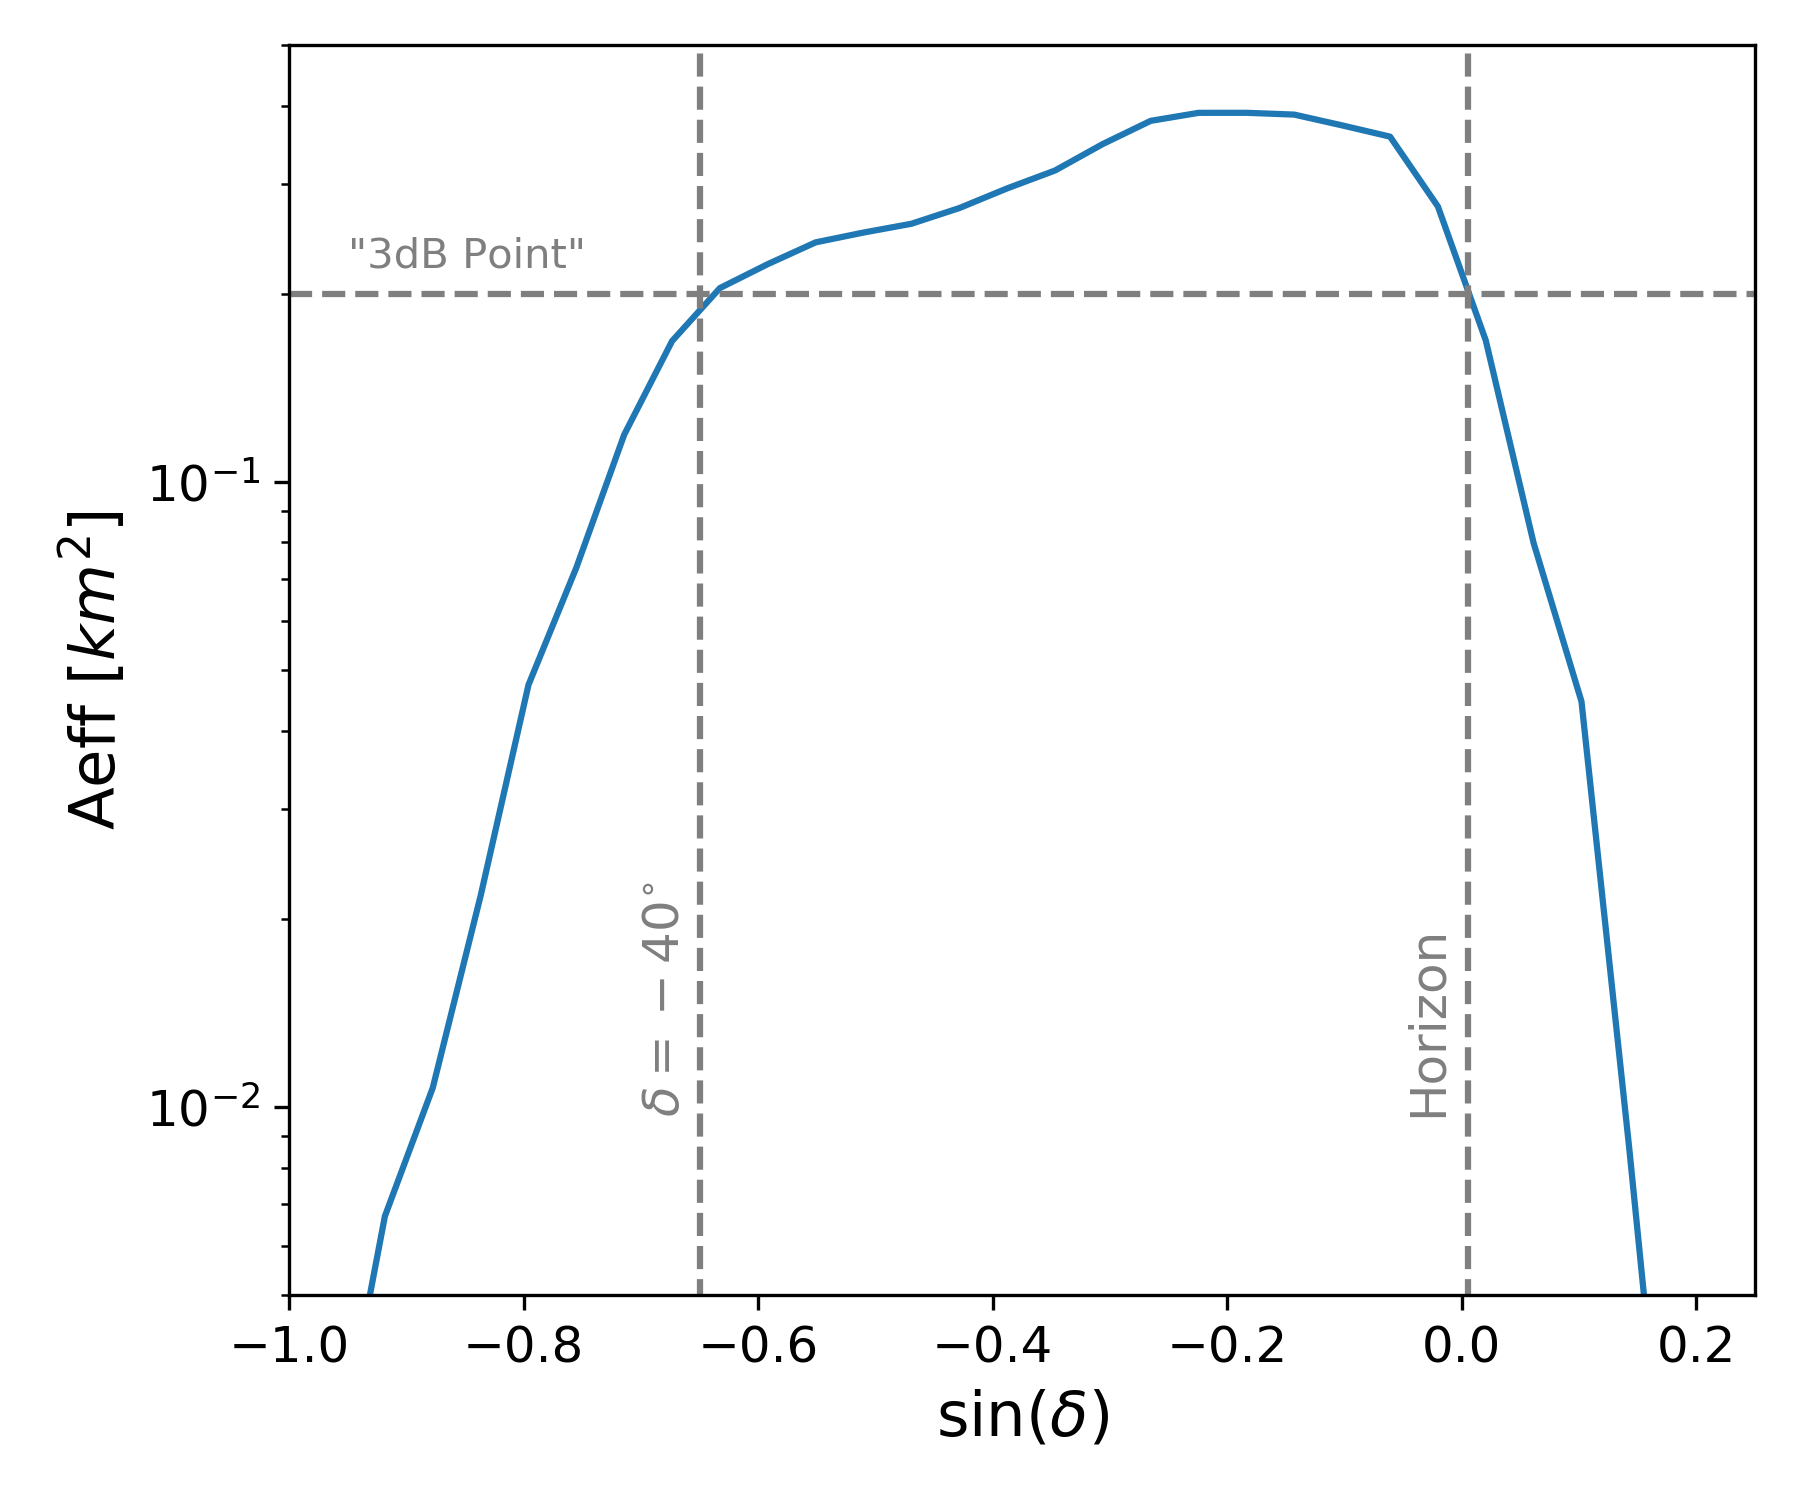 "3dB Point"
10⁻¹
10⁻²
Aeff [km²]
δ = − 40°
Horizon
−1.0 −0.8 −0.6 −0.4 −0.2 0.0 0.2
sin(δ)